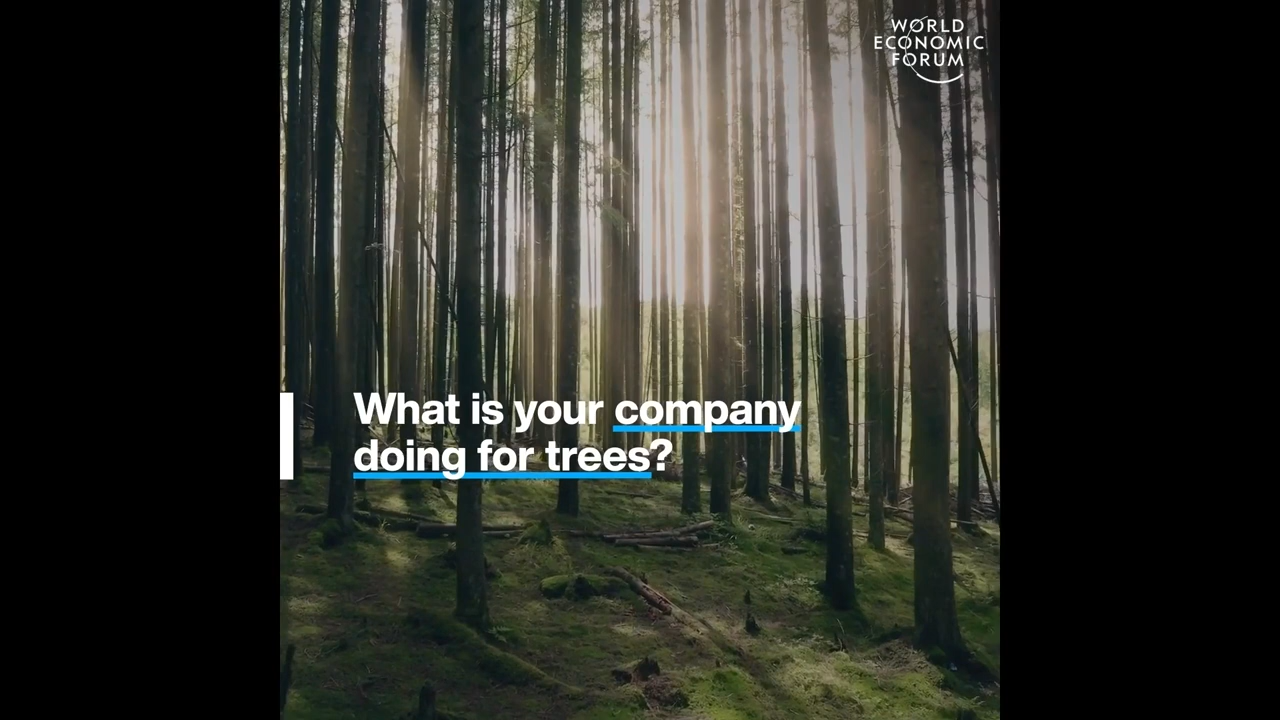 WORLD
ECONOMIC
FORUM
What is your company
doing for trees?